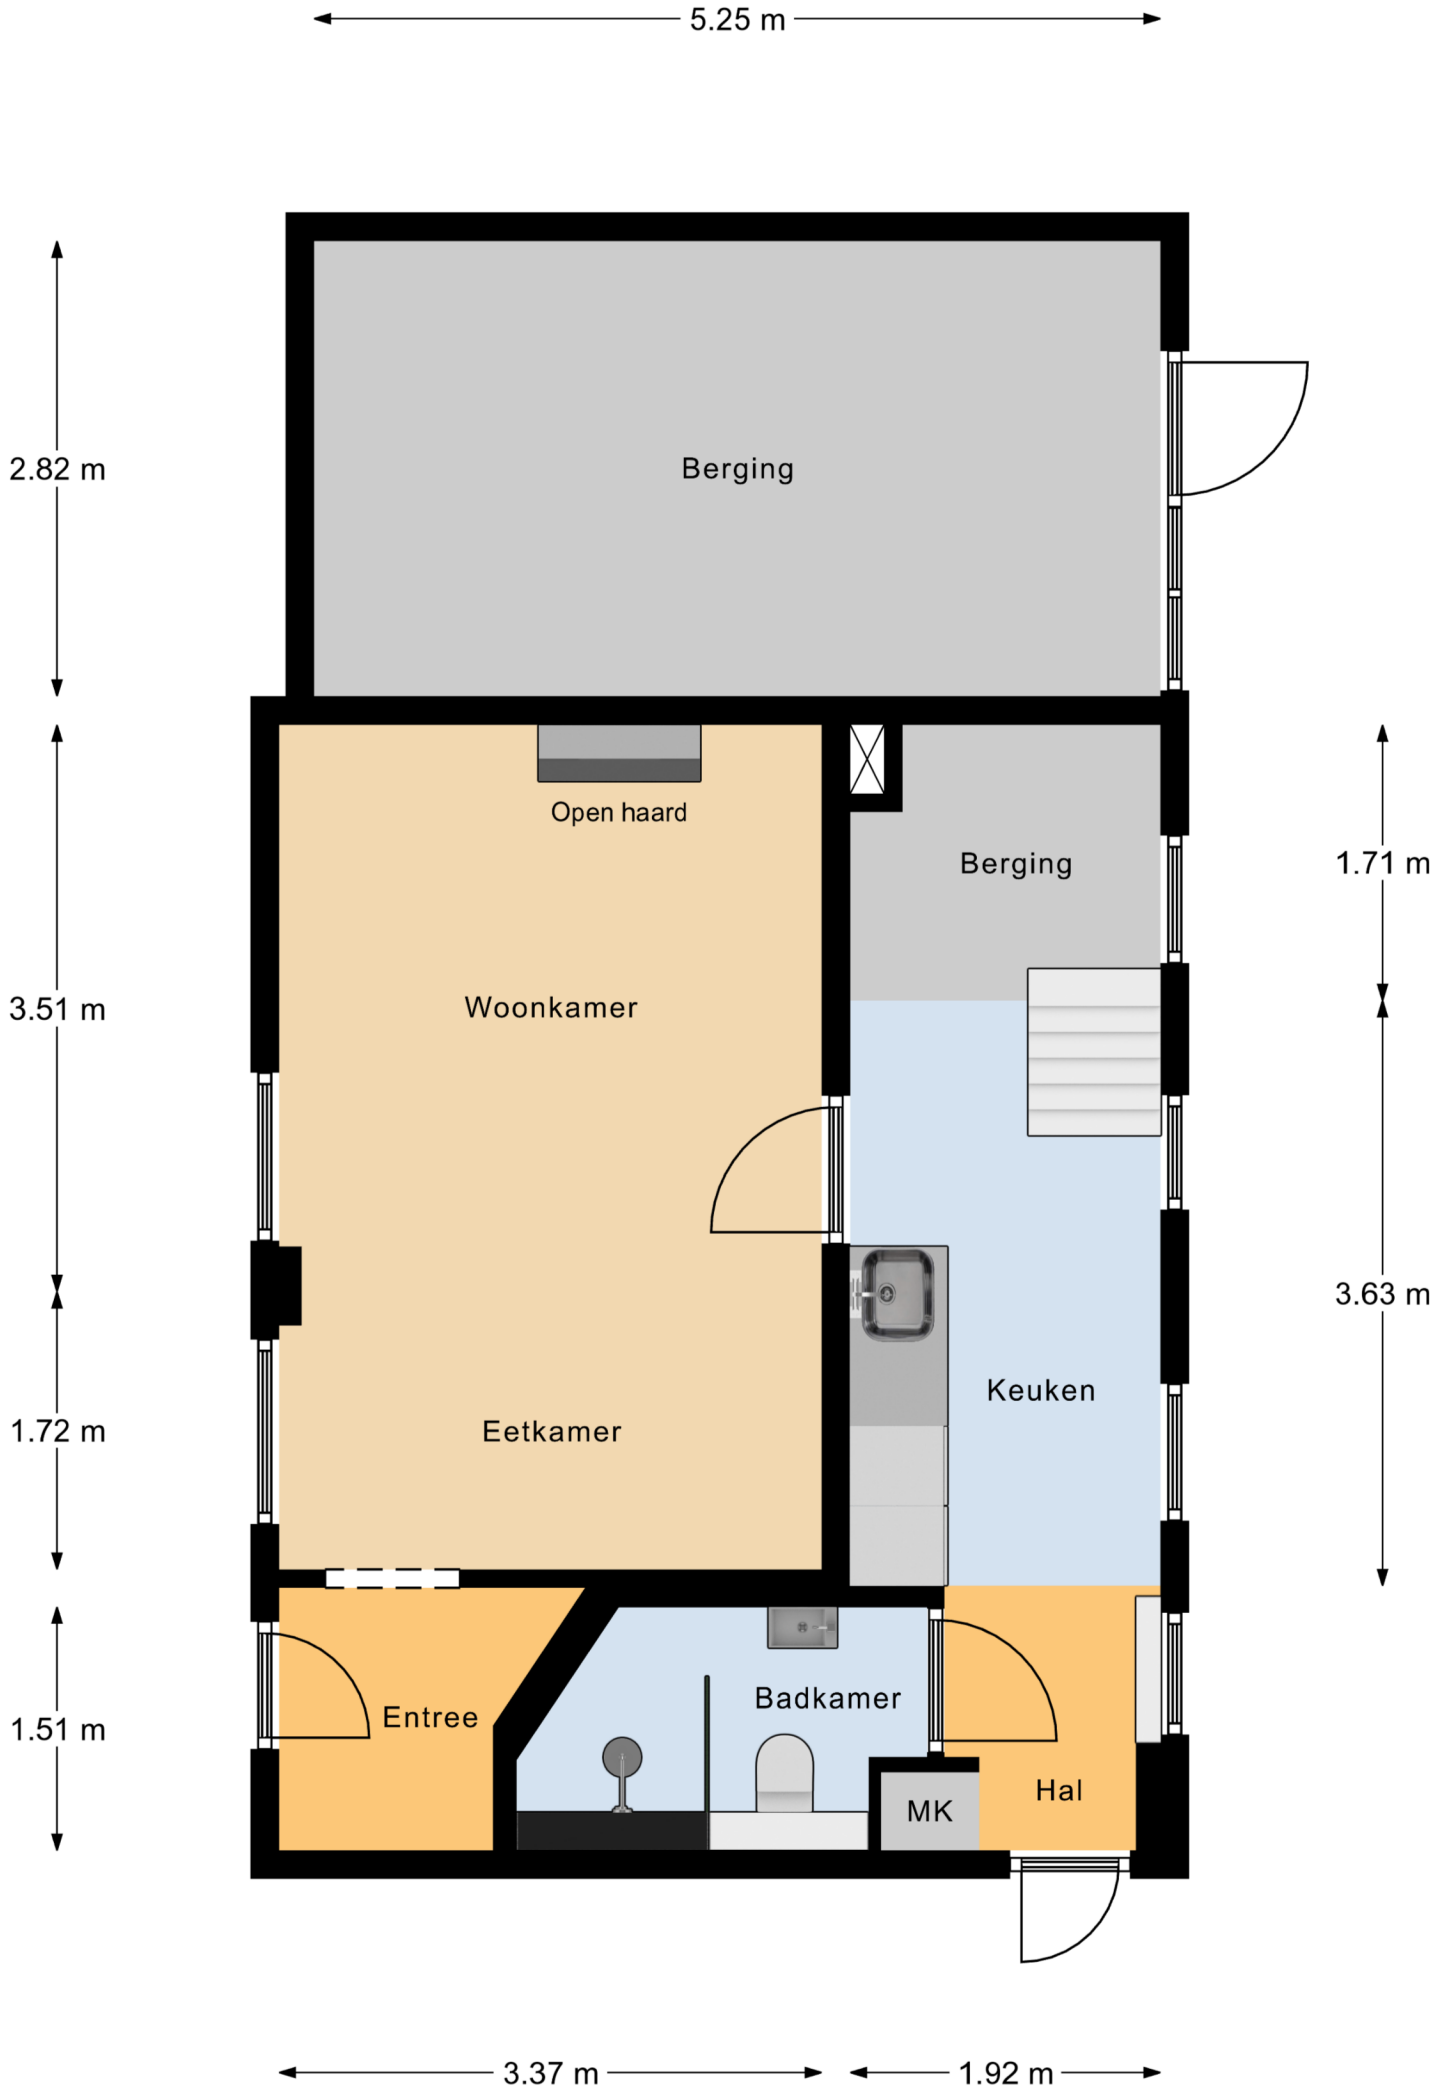 5.25 m
2.82 m
Berging
Open haard
Berging
1.71 m
3.51 m
Woonkamer
3.63 m
Keuken
1.72 m
Eetkamer
Badkamer
Entree
1.51 m
Hal
MK
3.37 m
1.92 m